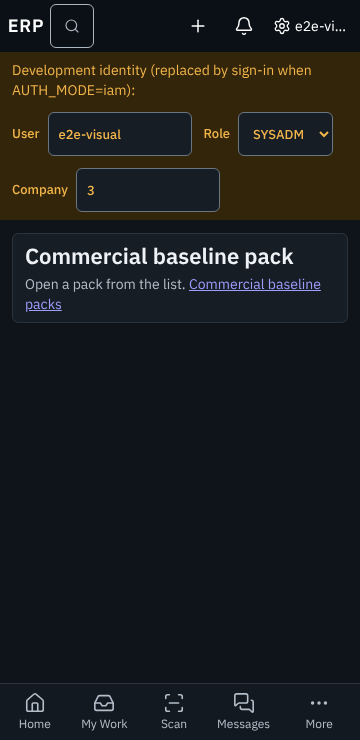 ERP
e2e-vi...
Development identity (replaced by sign-in when
AUTH_MODE=iam):
User e2e-visual Role SYSADM
Company 3
Commercial baseline pack
Open a pack from the list. Commercial baseline
packs
Home My Work Scan Messages More